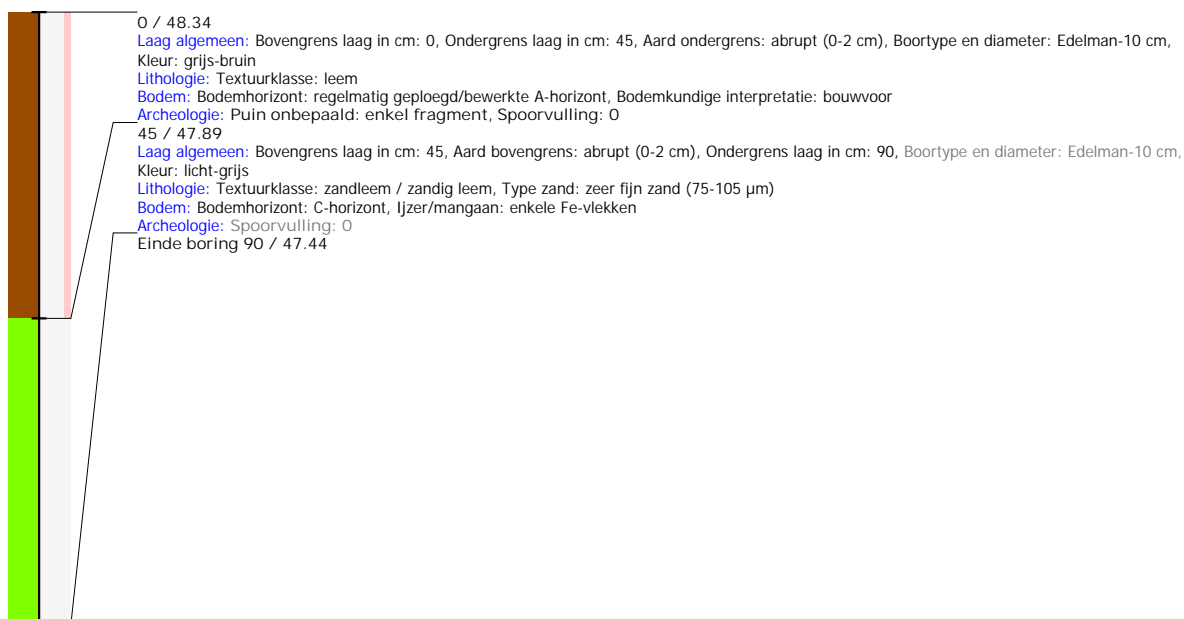 0 / 48.34
Laag algemeen: Bovengrens laag in cm: 0, Ondergrens laag in cm: 45, Aard ondergrens: abrupt (0-2 cm), Boortype en diameter: Edelman-10 cm,
Kleur: grijs-bruin
Lithologie: Textuurklasse: leem
Bodem: Bodemhorizont: regelmatig geploegd/bewerkte A-horizont, Bodemkundige interpretatie: bouwvoor
Archeologie: Puin onbepaald: enkel fragment, Spoorvulling: 0
45 / 47.89
Laag algemeen: Bovengrens laag in cm: 45, Aard bovengrens: abrupt (0-2 cm), Ondergrens laag in cm: 90, Boortype en diameter: Edelman-10 cm,
Kleur: licht-grijs
Lithologie: Textuurklasse: zandleem / zandig leem, Type zand: zeer fijn zand (75-105 µm)
Bodem: Bodemhorizont: C-horizont, Ijzer/mangaan: enkele Fe-vlekken
Archeologie: Spoorvulling: 0
Einde boring 90 / 47.44